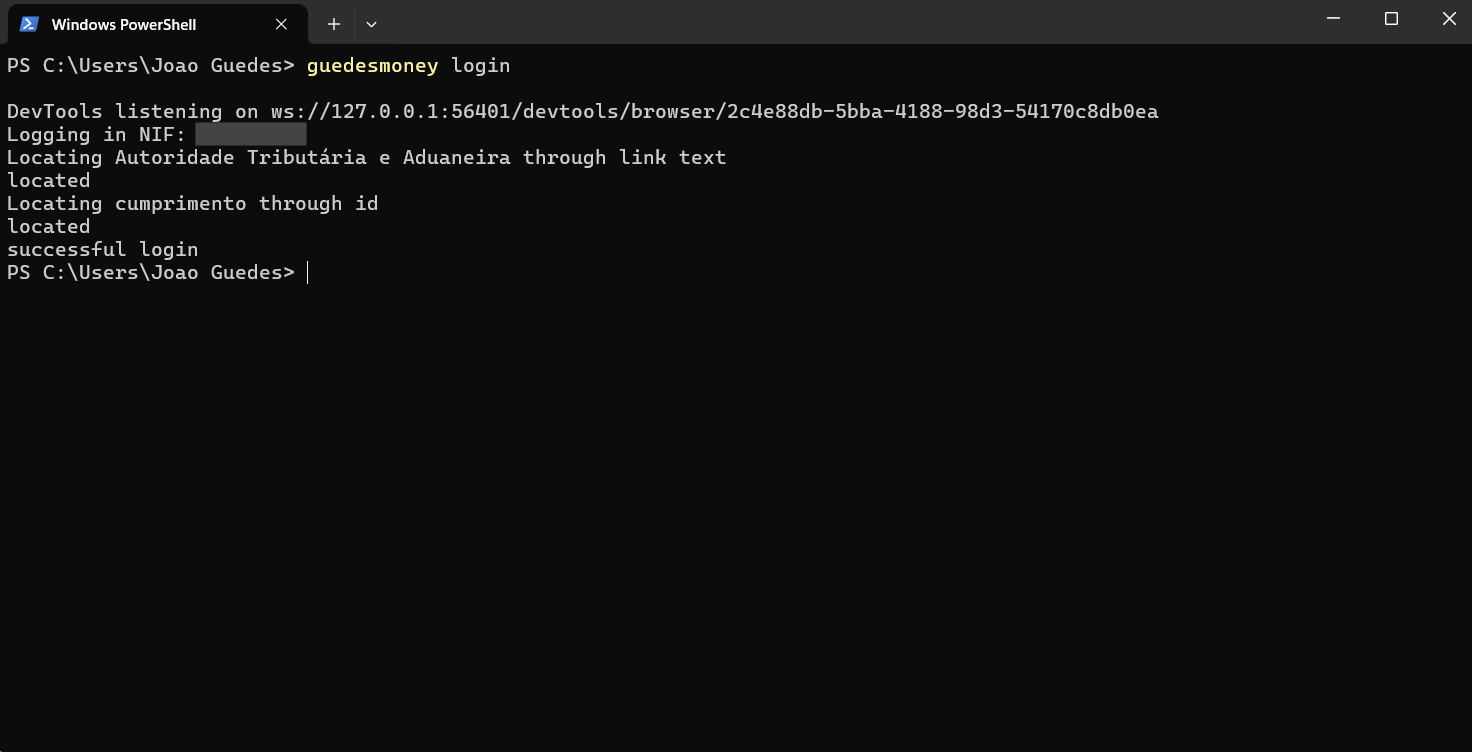 Windows PowerShell
PS C:\Users\Joao Guedes> guedesmoney login
DevTools listening on ws://127.0.0.1:56401/devtools/browser/2c4e88db-5bba-4188-98d3-54170c8db0ea
Logging in NIF:
Locating Autoridade Tributária e Aduaneira through link text
located
Locating cumprimento through id
located
successful login
PS C:\Users\Joao Guedes>